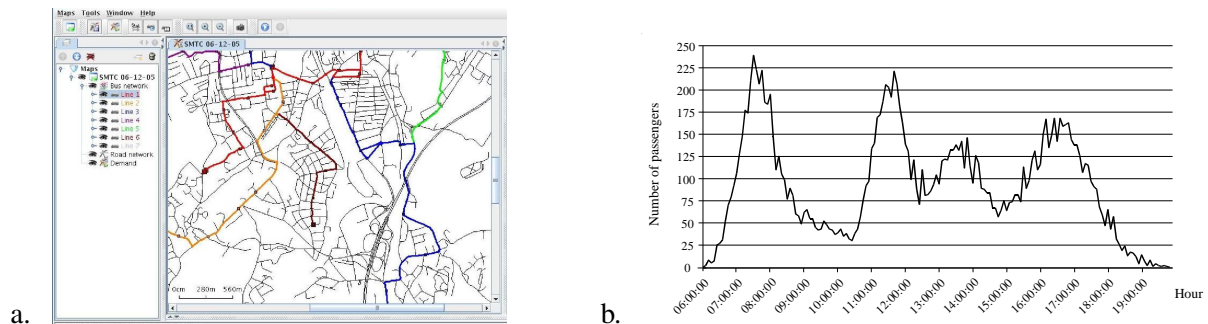 Maps Tools Window Help
SMTC 06-12-05
Maps
SMTC 06-12-05
Bus network
Line 1
Line 2
Line 3
Line 4
Line 5
Line 6
Line 7
Road network
Demand
0cm 280m 560m
a.
250
225
200
175
150
125
100
75
50
25
0
Number of passengers
06:00:00
07:00:00
08:00:00
09:00:00
10:00:00
11:00:00
12:00:00
13:00:00
14:00:00
15:00:00
16:00:00
17:00:00
18:00:00
19:00:00
Hour
b.